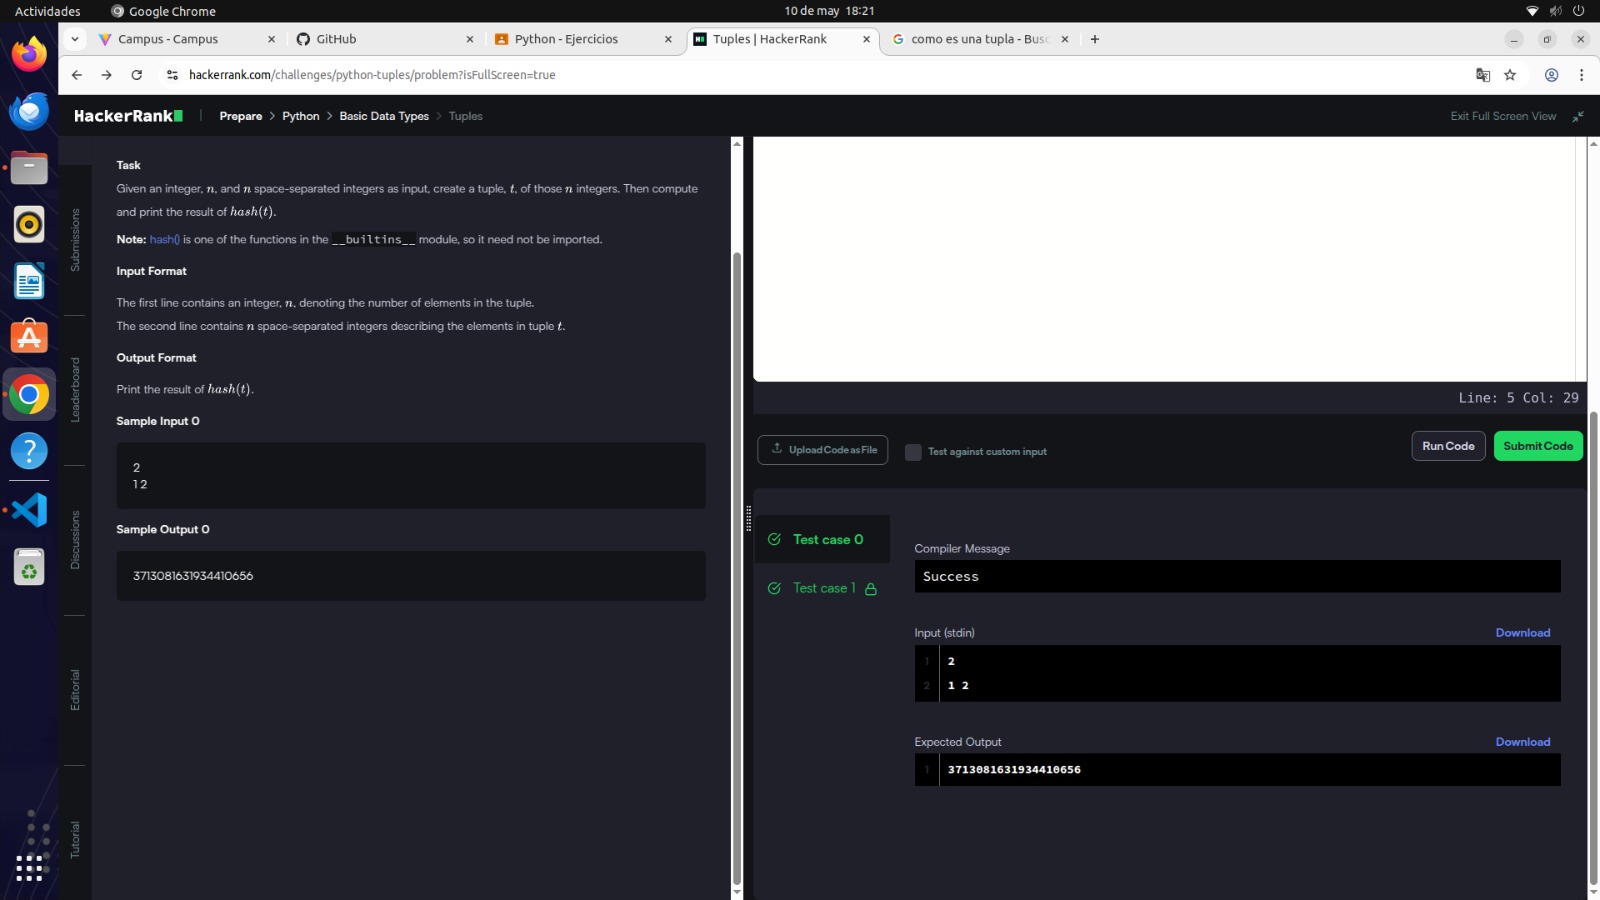 Actividades
Google Chrome
10 de may 18:21
Campus - Campus
GitHub
Python - Ejercicios
Tuples | HackerRank
como es una tupla - Busc
hackerrank.com/challenges/python-tuples/problem?isFullScreen=true
HackerRank
Prepare > Python > Basic Data Types > Tuples
Exit Full Screen View
Submissions
Leaderboard
Discussions
Editorial
Tutorial
Task
Given an integer, n, and n space-separated integers as input, create a tuple, t, of those n integers. Then compute
and print the result of hash(t).
Note: hash() is one of the functions in the __builtins__ module, so it need not be imported.
Input Format
The first line contains an integer, n, denoting the number of elements in the tuple.
The second line contains n space-separated integers describing the elements in tuple t.
Output Format
Print the result of hash(t).
Sample Input 0
2
1 2
Sample Output 0
3713081631934410656
Line: 5 Col: 29
Upload Code as File
Test against custom input
Run Code
Submit Code
Test case 0
Test case 1
Compiler Message
Success
Input (stdin)
Download
1 2
2 1 2
Expected Output
Download
1 3713081631934410656